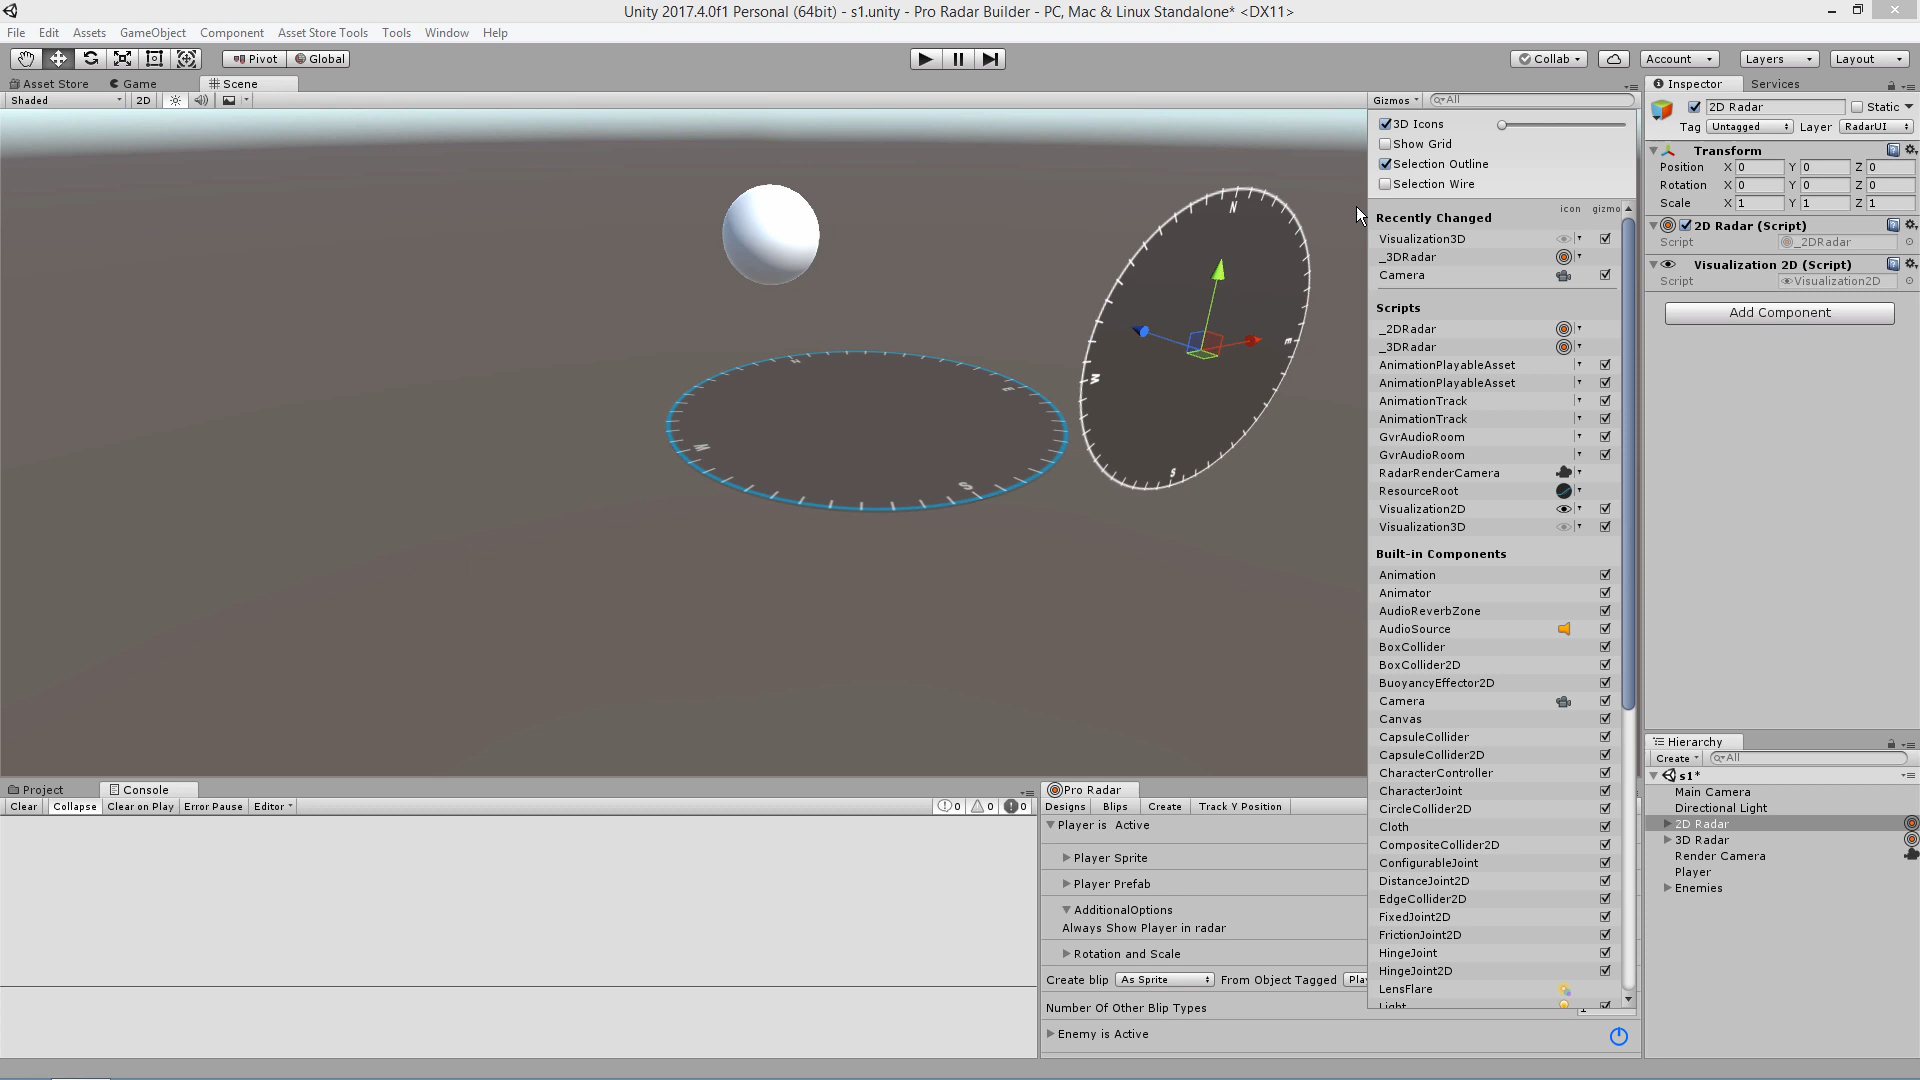 Unity 2017.4.0f1 Personal (64bit) - s1.unity - Pro Radar Builder - PC, Mac & Linux Standalone* <DX11>
File Edit Assets GameObject Component Asset Store Tools Tools Window Help
Pivot Global Collab Account Layers Layout
Asset Store Game Scene
Shaded 2D Gizmos All
3D Icons
Show Grid
Selection Outline
Selection Wire
icon gizmo
Recently Changed
Visualization3D
_3DRadar
Camera
Scripts
_2DRadar
_3DRadar
AnimationPlayableAsset
AnimationPlayableAsset
AnimationTrack
AnimationTrack
GvrAudioRoom
GvrAudioRoom
RadarRenderCamera
ResourceRoot
Visualization2D
Visualization3D
Built-in Components
Animation
Animator
AudioReverbZone
AudioSource
BoxCollider
BoxCollider2D
BuoyancyEffector2D
Camera
Canvas
CapsuleCollider
CapsuleCollider2D
CharacterController
CharacterJoint
CircleCollider2D
Cloth
CompositeCollider2D
ConfigurableJoint
DistanceJoint2D
EdgeCollider2D
FixedJoint2D
FrictionJoint2D
HingeJoint
HingeJoint2D
LensFlare
Light
N
E
W
S
E
W
S
Inspector Services
2D Radar Static
Tag Untagged Layer RadarUI
Transform
Position X 0 Y 0 Z 0
Rotation X 0 Y 0 Z 0
Scale X 1 Y 1 Z 1
2D Radar (Script)
Script _2DRadar
Visualization 2D (Script)
Script Visualization2D
Add Component
Hierarchy
Create All
s1*
Main Camera
Directional Light
2D Radar
3D Radar
Render Camera
Player
Enemies
Project Console
Clear Collapse Clear on Play Error Pause Editor 0 0 0
Pro Radar
Designs Blips Create Track Y Position
Player is Active
Player Sprite
Player Prefab
AdditionalOptions
Always Show Player in radar
Rotation and Scale
Create blip As Sprite From Object Tagged Play
Number Of Other Blip Types
Enemy is Active